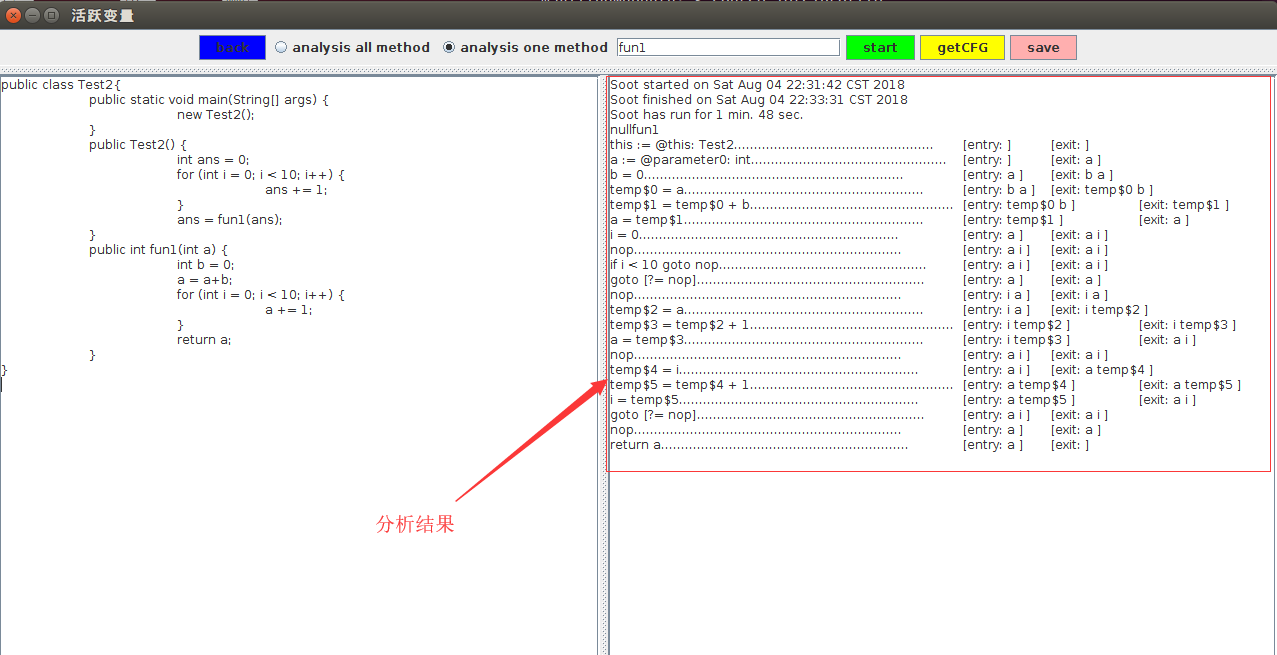 活跃变量
back analysis all method analysis one method fun1 start getCFG save
public class Test2{
public static void main(String[] args) {
new Test2();
}
public Test2() {
int ans = 0;
for (int i = 0; i < 10; i++) {
ans += 1;
}
ans = fun1(ans);
}
public int fun1(int a) {
int b = 0;
a = a+b;
for (int i = 0; i < 10; i++) {
a += 1;
}
return a;
}
}
Soot started on Sat Aug 04 22:31:42 CST 2018
Soot finished on Sat Aug 04 22:33:31 CST 2018
Soot has run for 1 min. 48 sec.
nullfun1
this := @this: Test2............................................... [entry: ] [exit: ]
a := @parameter0: int.............................................. [entry: ] [exit: a ]
b = 0.............................................................. [entry: a ] [exit: b a ]
temp$0 = a......................................................... [entry: b a ] [exit: temp$0 b ]
temp$1 = temp$0 + b................................................ [entry: temp$0 b ] [exit: temp$1 ]
a = temp$1......................................................... [entry: temp$1 ] [exit: a ]
i = 0.............................................................. [entry: a ] [exit: a i ]
nop................................................................ [entry: a i ] [exit: a i ]
if i < 10 goto nop................................................. [entry: a i ] [exit: a i ]
goto [?= nop]...................................................... [entry: a ] [exit: a ]
nop................................................................ [entry: i a ] [exit: i a ]
temp$2 = a......................................................... [entry: i a ] [exit: i temp$2 ]
temp$3 = temp$2 + 1................................................ [entry: i temp$2 ] [exit: i temp$3 ]
a = temp$3......................................................... [entry: i temp$3 ] [exit: a i ]
nop................................................................ [entry: a i ] [exit: a i ]
temp$4 = i......................................................... [entry: a i ] [exit: a temp$4 ]
temp$5 = temp$4 + 1................................................ [entry: a temp$4 ] [exit: a temp$5 ]
i = temp$5......................................................... [entry: a temp$5 ] [exit: a i ]
goto [?= nop]...................................................... [entry: a i ] [exit: a i ]
nop................................................................ [entry: a ] [exit: a ]
return a........................................................... [entry: a ] [exit: ]
分析结果